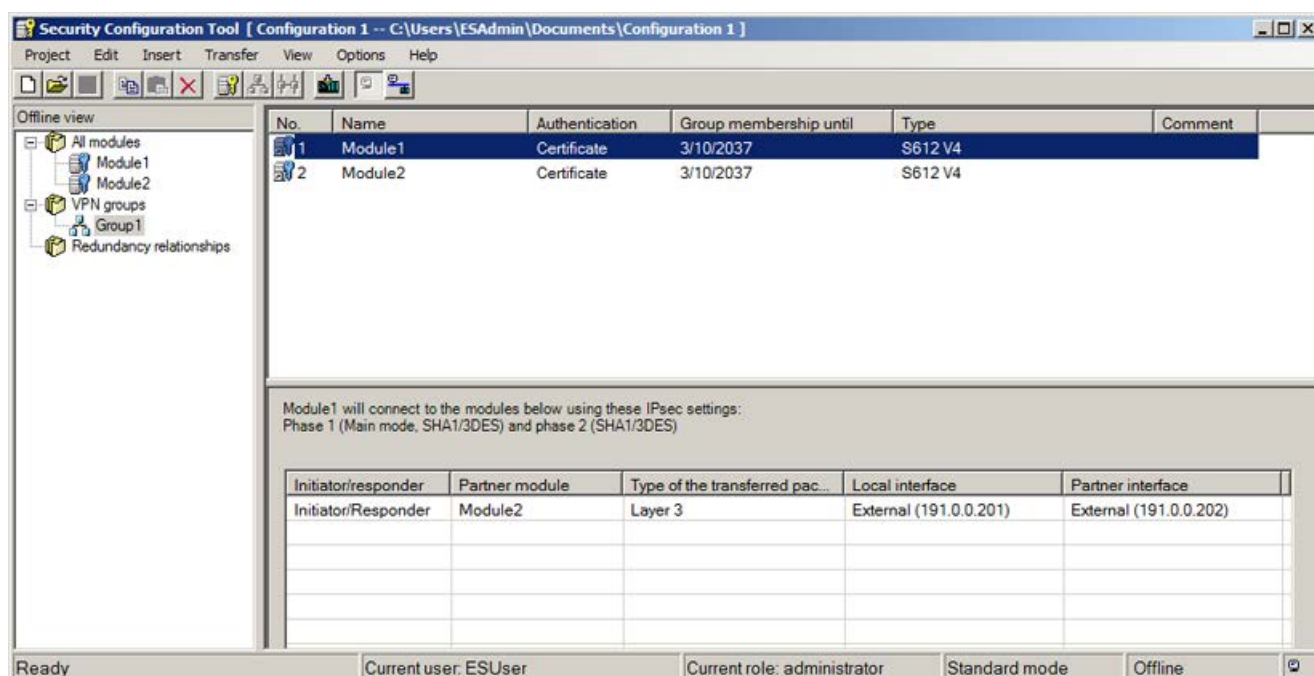 Security Configuration Tool [ Configuration 1 -- C:\Users\ESAdmin\Documents\Configuration 1 ]
Project Edit Insert Transfer View Options Help
Offline view
All modules
Module1
Module2
VPN groups
Group1
Redundancy relationships
No. Name Authentication Group membership until Type Comment
1 Module1 Certificate 3/10/2037 S612 V4
2 Module2 Certificate 3/10/2037 S612 V4
Module1 will connect to the modules below using these IPsec settings:
Phase 1 (Main mode, SHA1/3DES) and phase 2 (SHA1/3DES)
Initiator/responder Partner module Type of the transferred pac... Local interface Partner interface
Initiator/Responder Module2 Layer 3 External (191.0.0.201) External (191.0.0.202)
Ready Current user: ESUser Current role: administrator Standard mode Offline